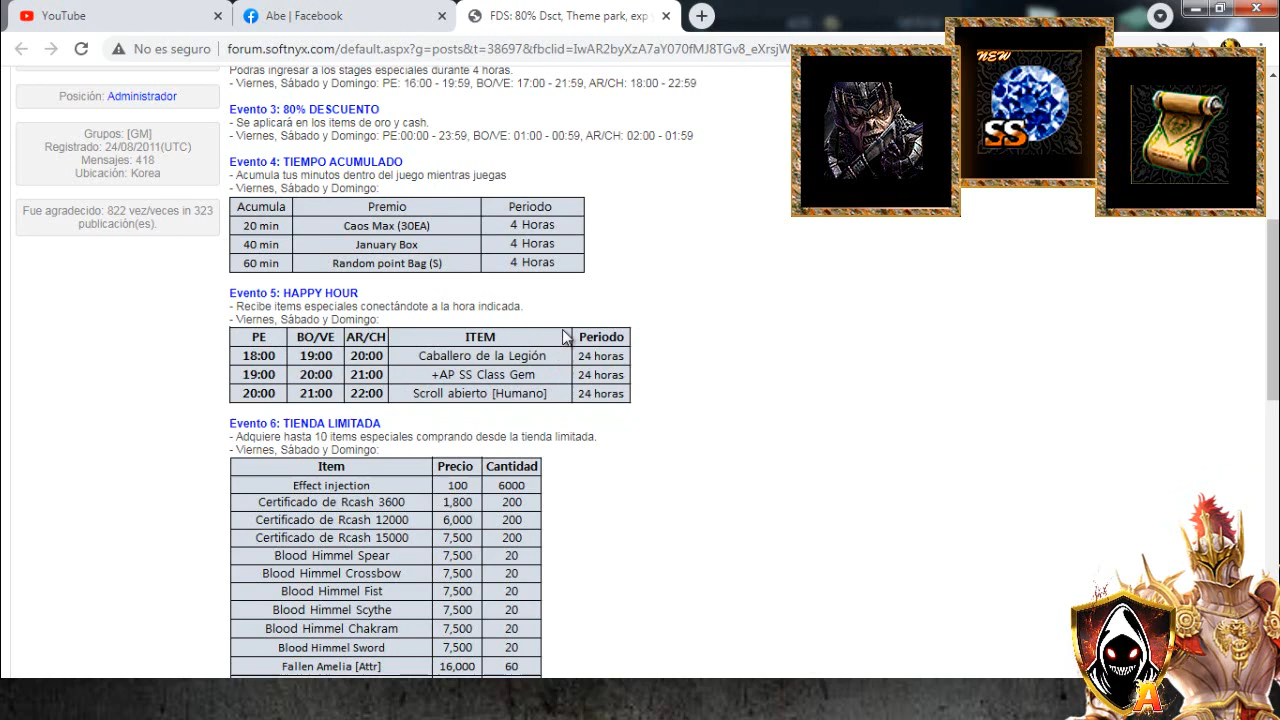 YouTube
Abe | Facebook
FDS: 80% Dsct, Theme park, exp
No es seguro
forum.softnyx.com/default.aspx?g=posts&t=38697&fbclid=IwAR2byXzA7aY070fMJ8TGv8_eXrsjW
Podrás ingresar a los stages especiales durante 4 horas.
- Viernes, Sábado y Domingo: PE: 16:00 - 19:59, BO/VE: 17:00 - 21:59, AR/CH: 18:00 - 22:59
Posición: Administrador
Evento 3: 80% DESCUENTO
- Se aplicará en los items de oro y cash.
- Viernes, Sábado y Domingo: PE:00:00 - 23:59, BO/VE: 01:00 - 00:59, AR/CH: 02:00 - 01:59
Grupos: [GM]
Registrado: 24/08/2011(UTC)
Mensajes: 418
Ubicación: Korea
Fue agradecido: 822 vez/veces in 323
publicación(es).
Evento 4: TIEMPO ACUMULADO
- Acumula tus minutos dentro del juego mientras juegas
- Viernes, Sábado y Domingo:
Acumula Premio Periodo
20 min Caos Max (30EA) 4 Horas
40 min January Box 4 Horas
60 min Random point Bag (S) 4 Horas
Evento 5: HAPPY HOUR
- Recibe items especiales conectándote a la hora indicada.
- Viernes, Sábado y Domingo:
PE BO/VE AR/CH ITEM Periodo
18:00 19:00 20:00 Caballero de la Legión 24 horas
19:00 20:00 21:00 +AP SS Class Gem 24 horas
20:00 21:00 22:00 Scroll abierto [Humano] 24 horas
Evento 6: TIENDA LIMITADA
- Adquiere hasta 10 items especiales comprando desde la tienda limitada.
- Viernes, Sábado y Domingo:
Item Precio Cantidad
Effect injection 100 6000
Certificado de Rcash 3600 1,800 200
Certificado de Rcash 12000 6,000 200
Certificado de Rcash 15000 7,500 200
Blood Himmel Spear 7,500 20
Blood Himmel Crossbow 7,500 20
Blood Himmel Fist 7,500 20
Blood Himmel Scythe 7,500 20
Blood Himmel Chakram 7,500 20
Blood Himmel Sword 7,500 20
Fallen Amelia [Attr] 16,000 60
NEW
SS
A